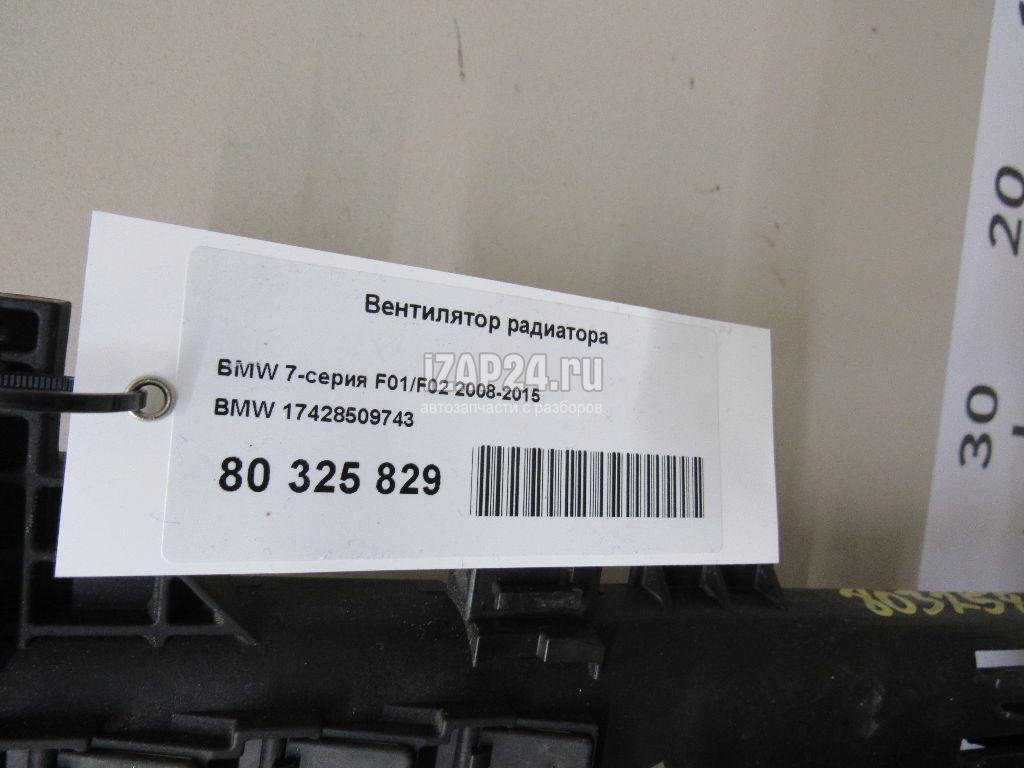 Вентилятор радиатора
BMW 7-серия F01/F02 2008-2015
BMW 17428509743
80 325 829
iZAP24.ru
автозапчасти с разборов
20
30